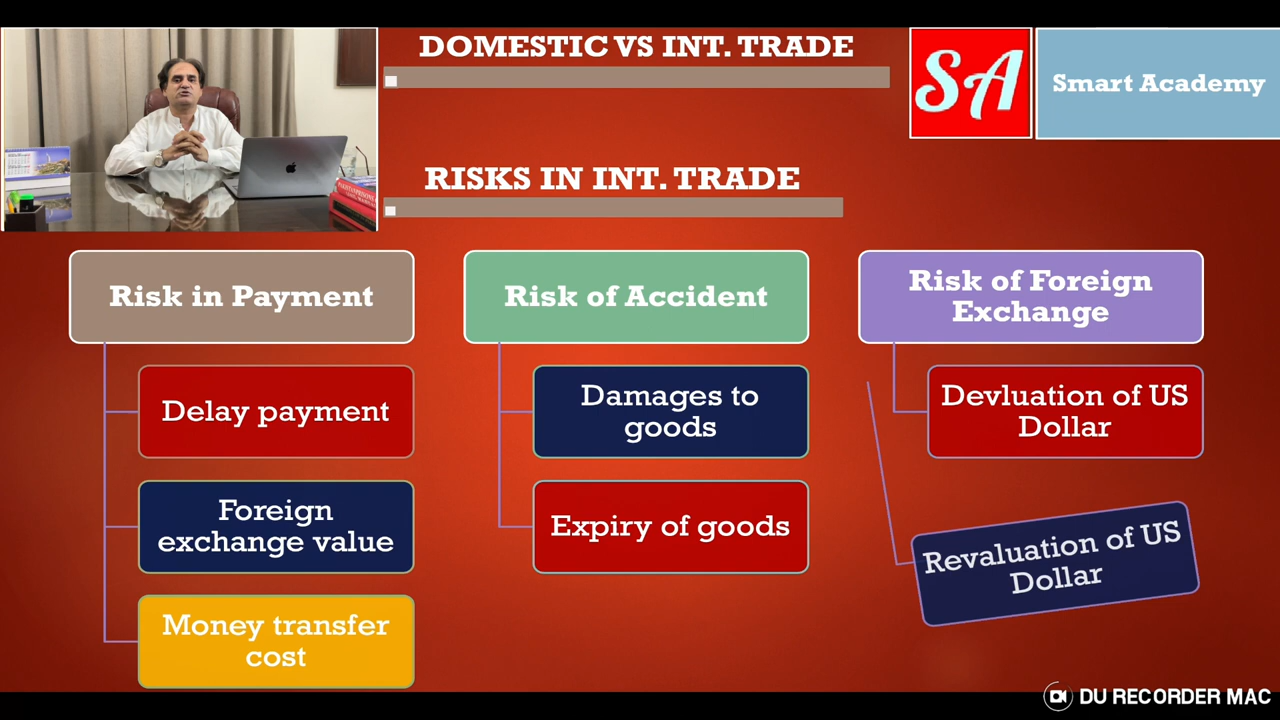 DOMESTIC VS INT. TRADE
SA
Smart Academy
RISKS IN INT. TRADE
Risk in Payment
Delay payment
Foreign
exchange value
Money transfer
cost
Risk of Accident
Damages to
goods
Expiry of goods
Risk of Foreign
Exchange
Devluation of US
Dollar
Revaluation of US
Dollar
DU RECORDER MAC